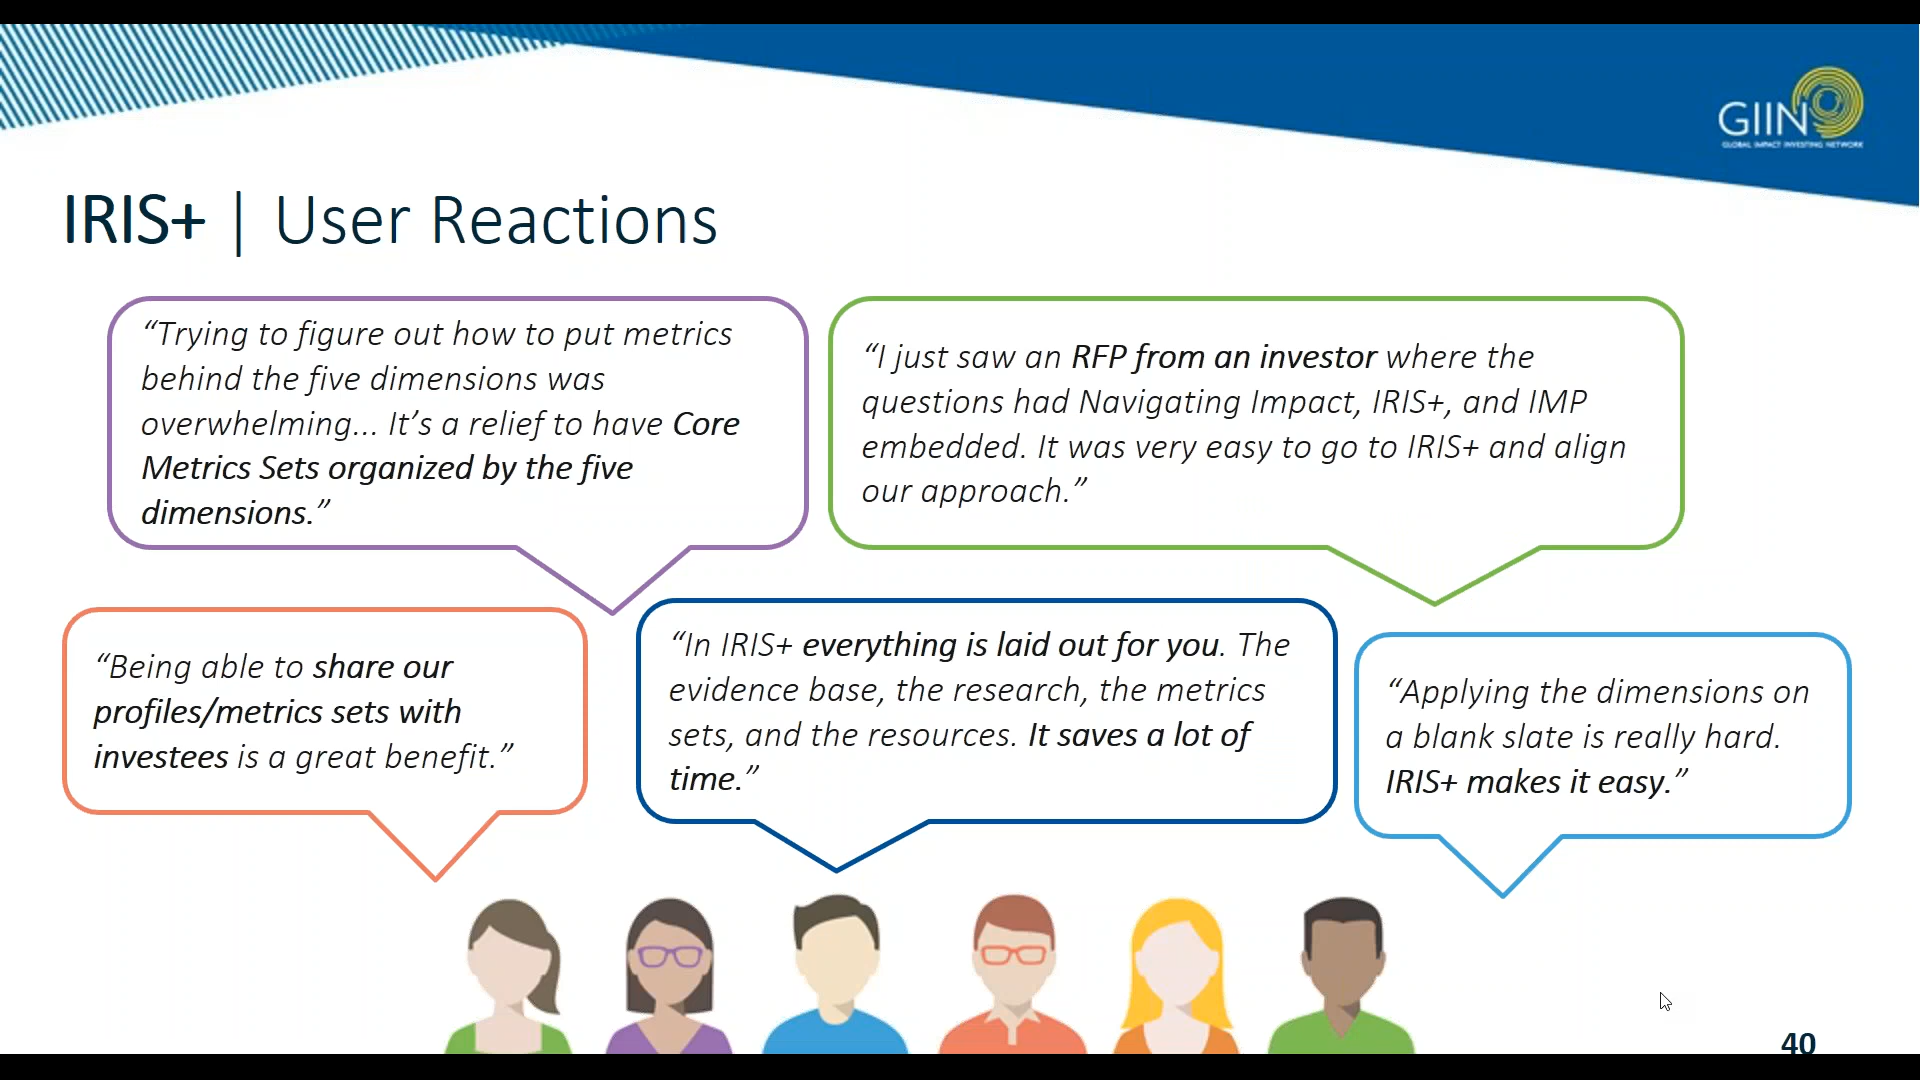 GIIN
GLOBAL IMPACT INVESTING NETWORK
IRIS+ | User Reactions
“Trying to figure out how to put metrics
behind the five dimensions was
overwhelming... It’s a relief to have Core
Metrics Sets organized by the five
dimensions.”
“I just saw an RFP from an investor where the
questions had Navigating Impact, IRIS+, and IMP
embedded. It was very easy to go to IRIS+ and align
our approach.”
“Being able to share our
profiles/metrics sets with
investees is a great benefit.”
“In IRIS+ everything is laid out for you. The
evidence base, the research, the metrics
sets, and the resources. It saves a lot of
time.”
“Applying the dimensions on
a blank slate is really hard.
IRIS+ makes it easy.”
40